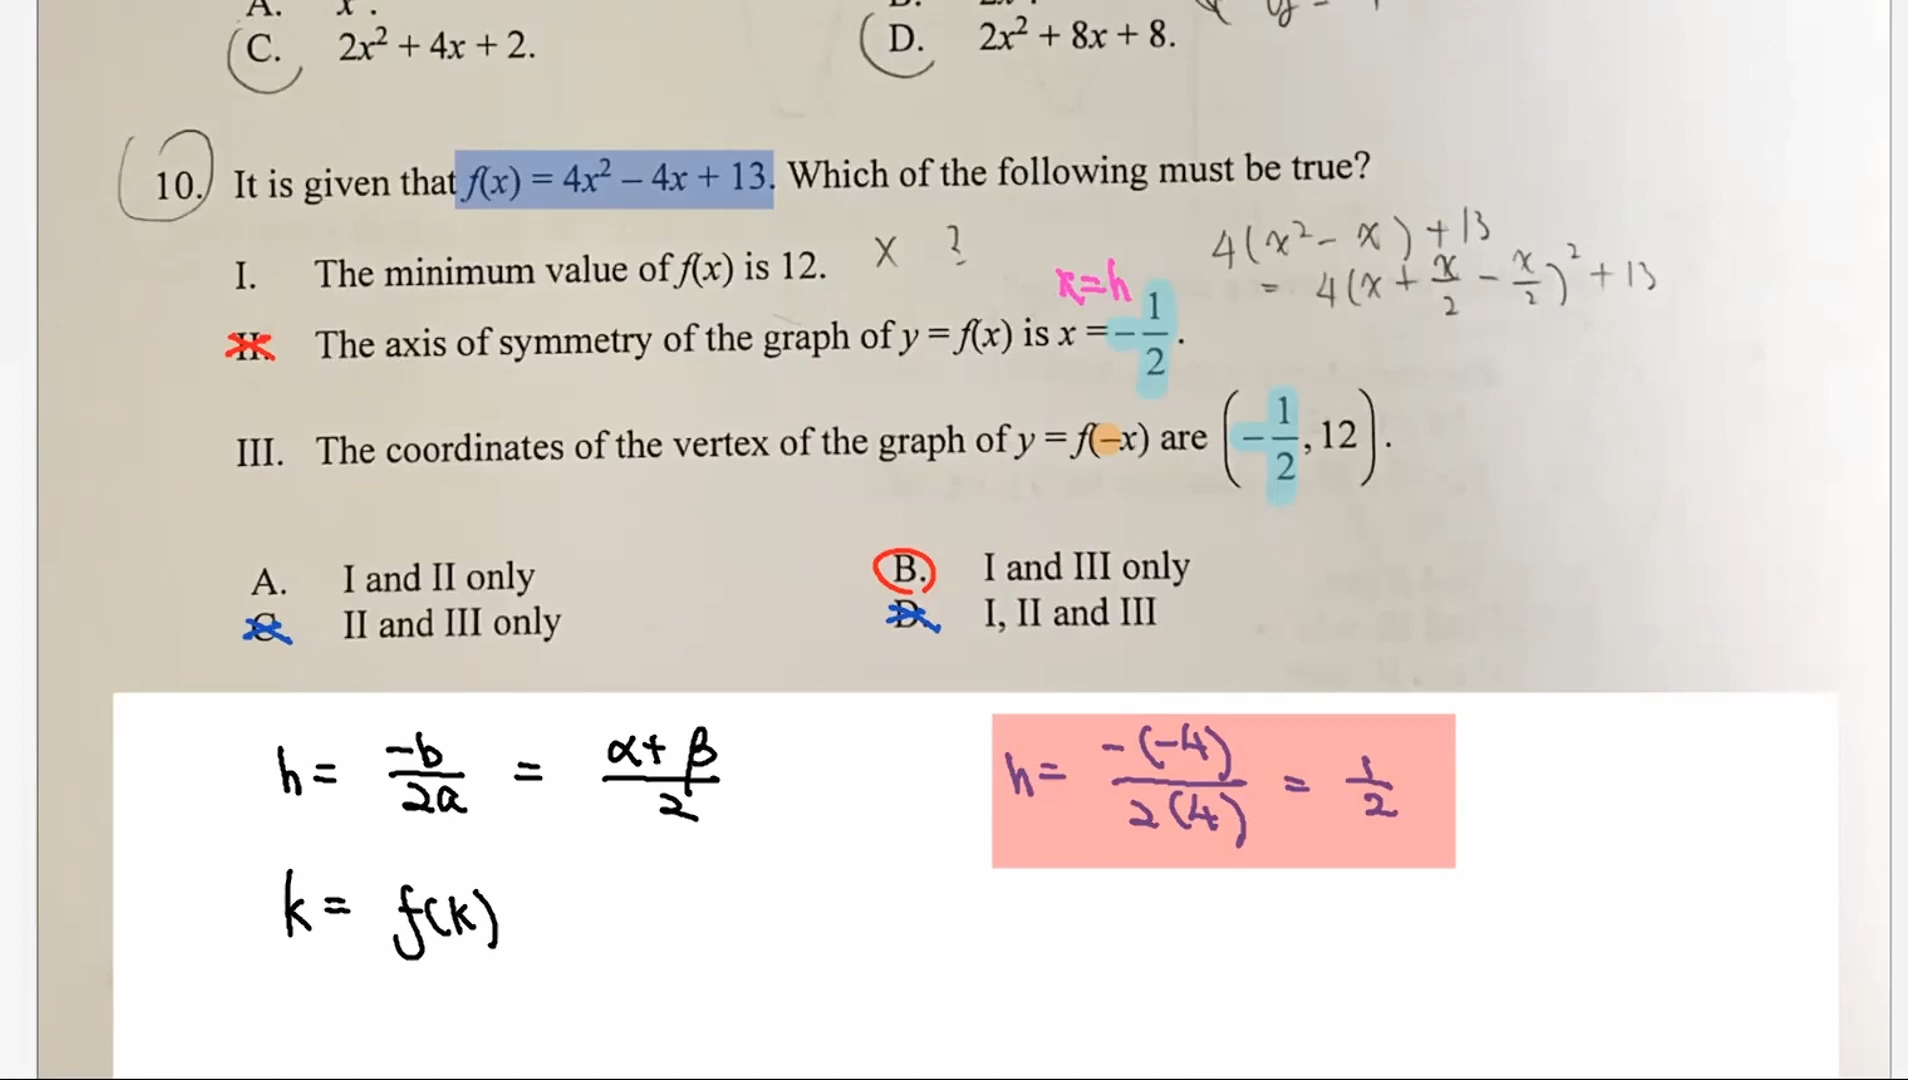 C. 2x² + 4x + 2.
D. 2x² + 8x + 8.
10. It is given that f(x) = 4x² – 4x + 13. Which of the following must be true?
4(x² - x) + 13
I. The minimum value of f(x) is 12. X ?
= 4(x + x/2 - x/2)² + 13
x=h
II. The axis of symmetry of the graph of y = f(x) is x = –1/2.
III. The coordinates of the vertex of the graph of y = f(–x) are (–1/2, 12).
A. I and II only
B. I and III only
C. II and III only
D. I, II and III
h = -b/2a = α+β/2
h = -(-4)/2(4) = 1/2
k = f(k)